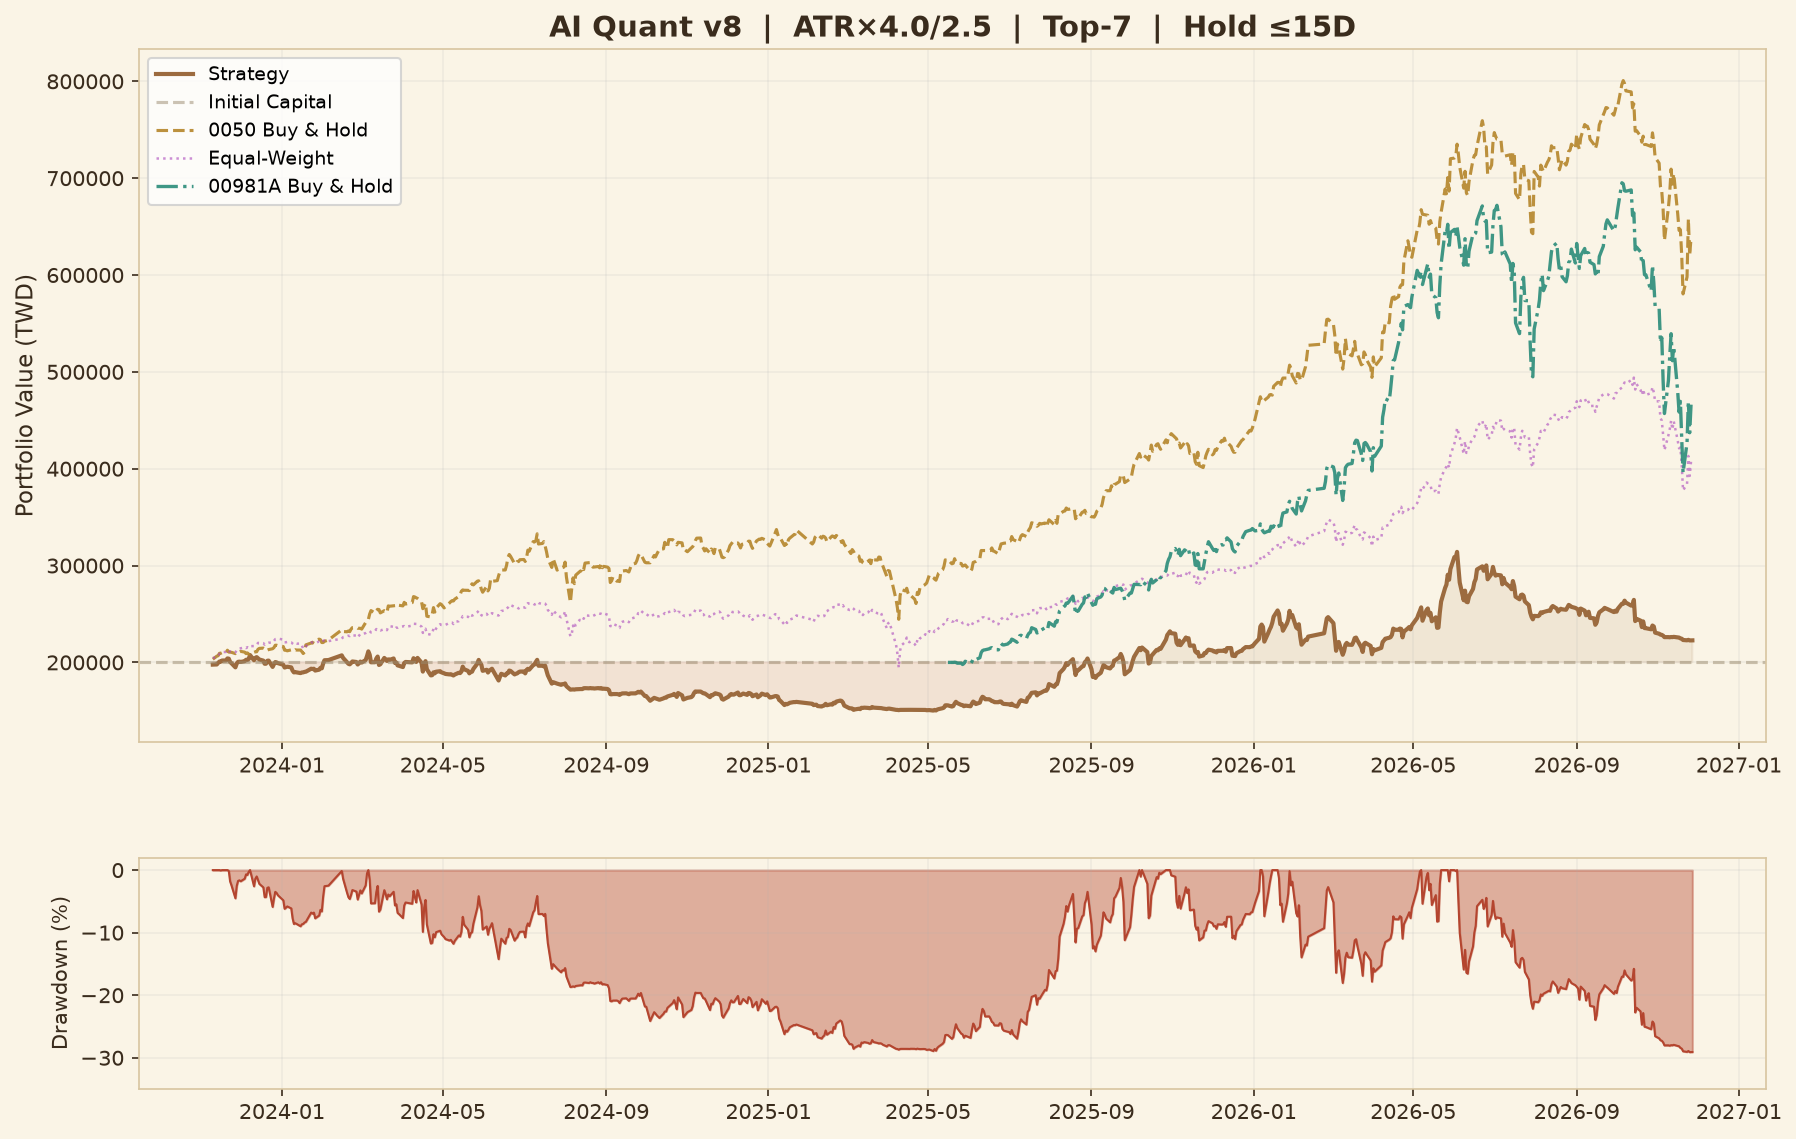 AI Quant v8 | ATR×4.0/2.5 | Top-7 | Hold ≤15D
Strategy
Initial Capital
0050 Buy & Hold
Equal-Weight
00981A Buy & Hold
Portfolio Value (TWD)
800000
700000
600000
500000
400000
300000
200000
2024-01 2024-05 2024-09 2025-01 2025-05 2025-09 2026-01 2026-05 2026-09 2027-01
Drawdown (%)
0
−10
−20
−30
2024-01 2024-05 2024-09 2025-01 2025-05 2025-09 2026-01 2026-05 2026-09 2027-01